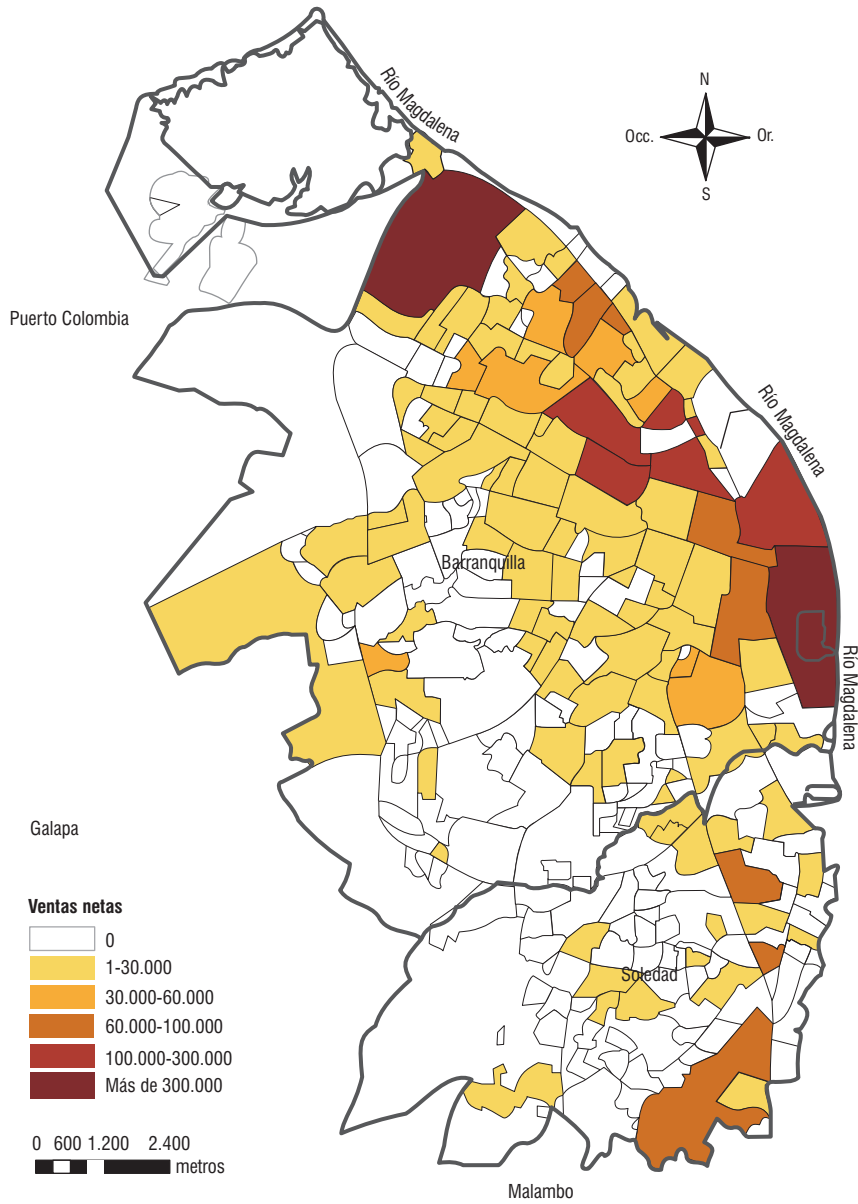 Río Magdalena
N
Occ.
Or.
S
Puerto Colombia
Río Magdalena
Barranquilla
Río Magdalena
Galapa
Soledad
Ventas netas
0
1-30.000
30.000-60.000
60.000-100.000
100.000-300.000
Más de 300.000
0 600 1.200 2.400
metros
Malambo